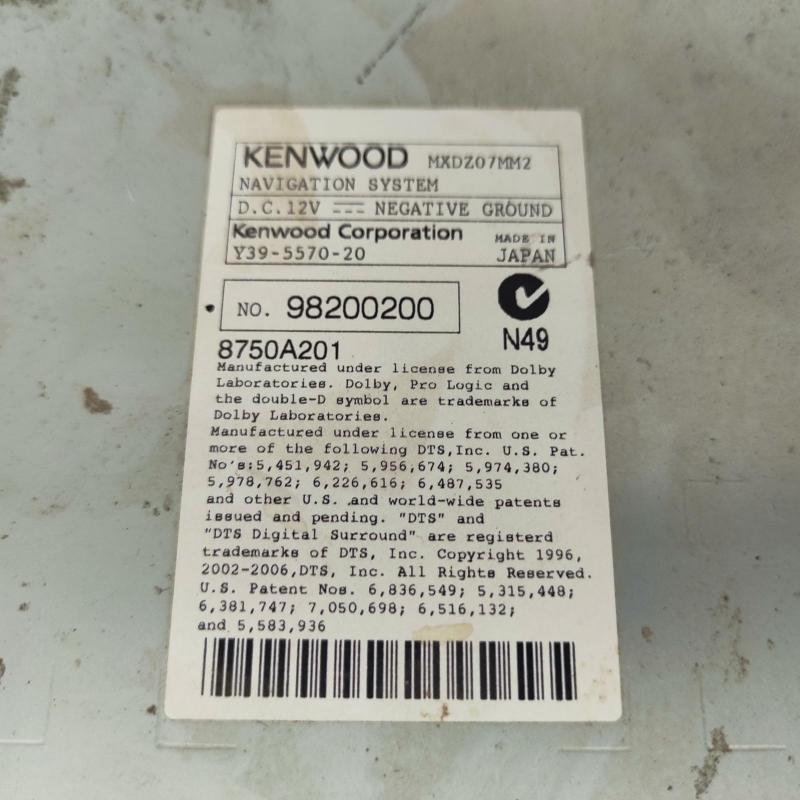 KENWOOD MXDZ07MM2
NAVIGATION SYSTEM
D.C.12V NEGATIVE GROUND
Kenwood Corporation MADE IN
Y39-5570-20 JAPAN
NO. 98200200
N49
8750A201
Manufactured under license from Dolby
Laboratories. Dolby, Pro Logic and
the double-D symbol are trademarks of
Dolby Laboratories.
Manufactured under license from one or
more of the following DTS,Inc. U.S. Pat.
No's:5,451,942; 5,956,674; 5,974,380;
5,978,762; 6,226,616; 6,487,535
and other U.S. and world-wide patents
issued and pending. "DTS" and
"DTS Digital Surround" are registerd
trademarks of DTS, Inc. Copyright 1996,
2002-2006,DTS, Inc. All Rights Reserved.
U.S. Patent Nos. 6,836,549; 5,315,448;
6,381,747; 7,050,698; 6,516,132;
and 5,583,936